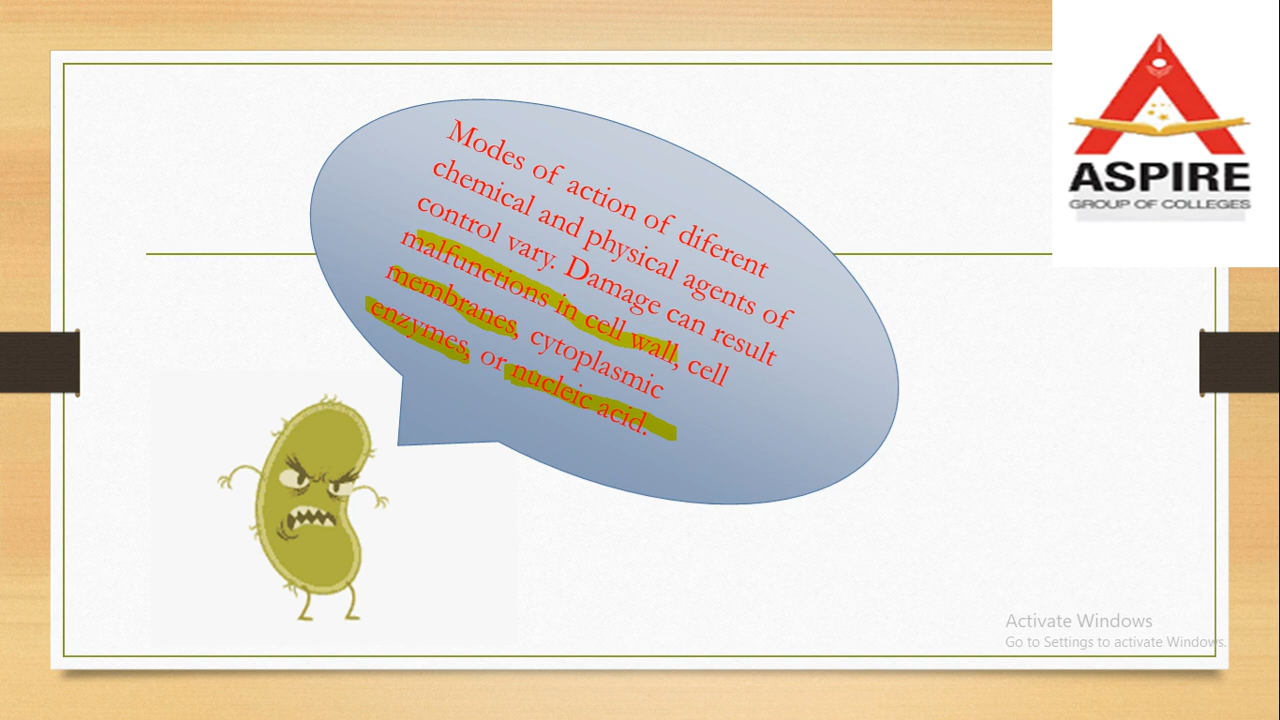 Modes of action of diferent
chemical and physical agents of
control vary. Damage can result
malfunctions in cell wall, cell
membranes, cytoplasmic
enzymes, or nucleic acid.
ASPIRE
GROUP OF COLLEGES
Activate Windows
Go to Settings to activate Windows.